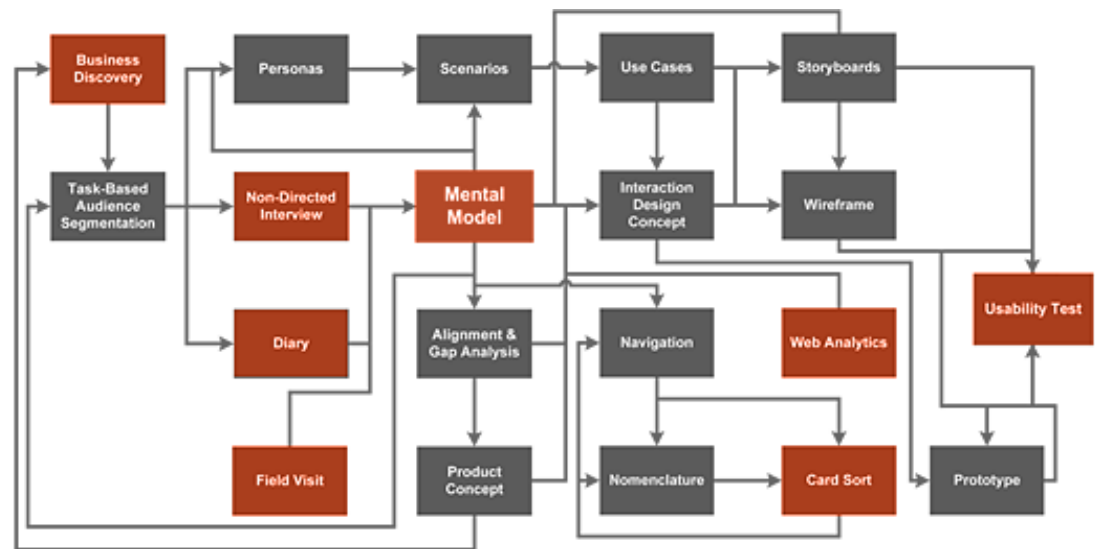 Business
Discovery
Personas
Scenarios
Use Cases
Storyboards
Task-Based
Audience
Segmentation
Non-Directed
Interview
Mental
Model
Interaction
Design
Concept
Wireframe
Diary
Alignment &
Gap Analysis
Navigation
Web Analytics
Usability Test
Field Visit
Product
Concept
Nomenclature
Card Sort
Prototype